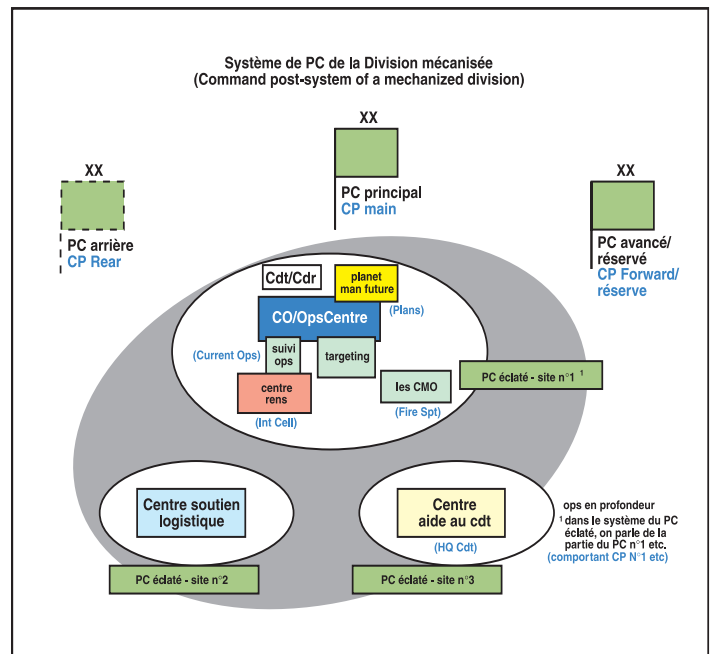 Système de PC de la Division mécanisée
(Command post-system of a mechanized division)
XX
PC principal
CP main
XX
PC arrière
CP Rear
XX
PC avancé/
réservé
CP Forward/
réserve
Cdt/Cdr
planet
man future
(Plans)
CO/OpsCentre
(Current Ops)
suivi
ops
targeting
centre
rens
(Int Cell)
les CMO
(Fire Spt)
PC éclaté - site n°1 ¹
Centre soutien
logistique
PC éclaté - site n°2
Centre
aide au cdt
(HQ Cdt)
PC éclaté - site n°3
ops en profondeur
¹ dans le système du PC
éclaté, on parle de la
partie du PC n°1 etc.
(comportant CP N°1 etc)